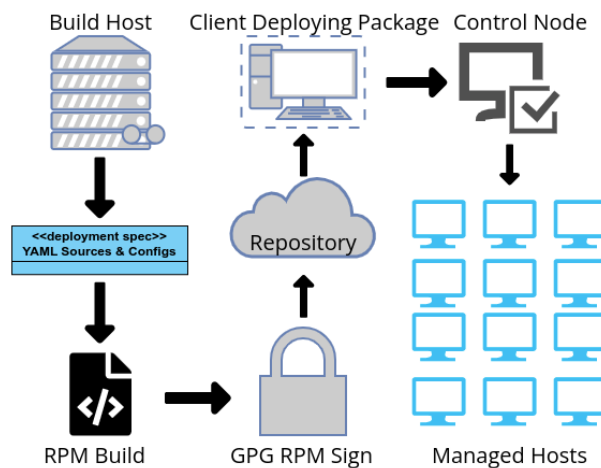 Build Host
Client Deploying Package
Control Node
<<deployment spec>>
YAML Sources & Configs
Repository
</>
RPM Build
GPG RPM Sign
Managed Hosts